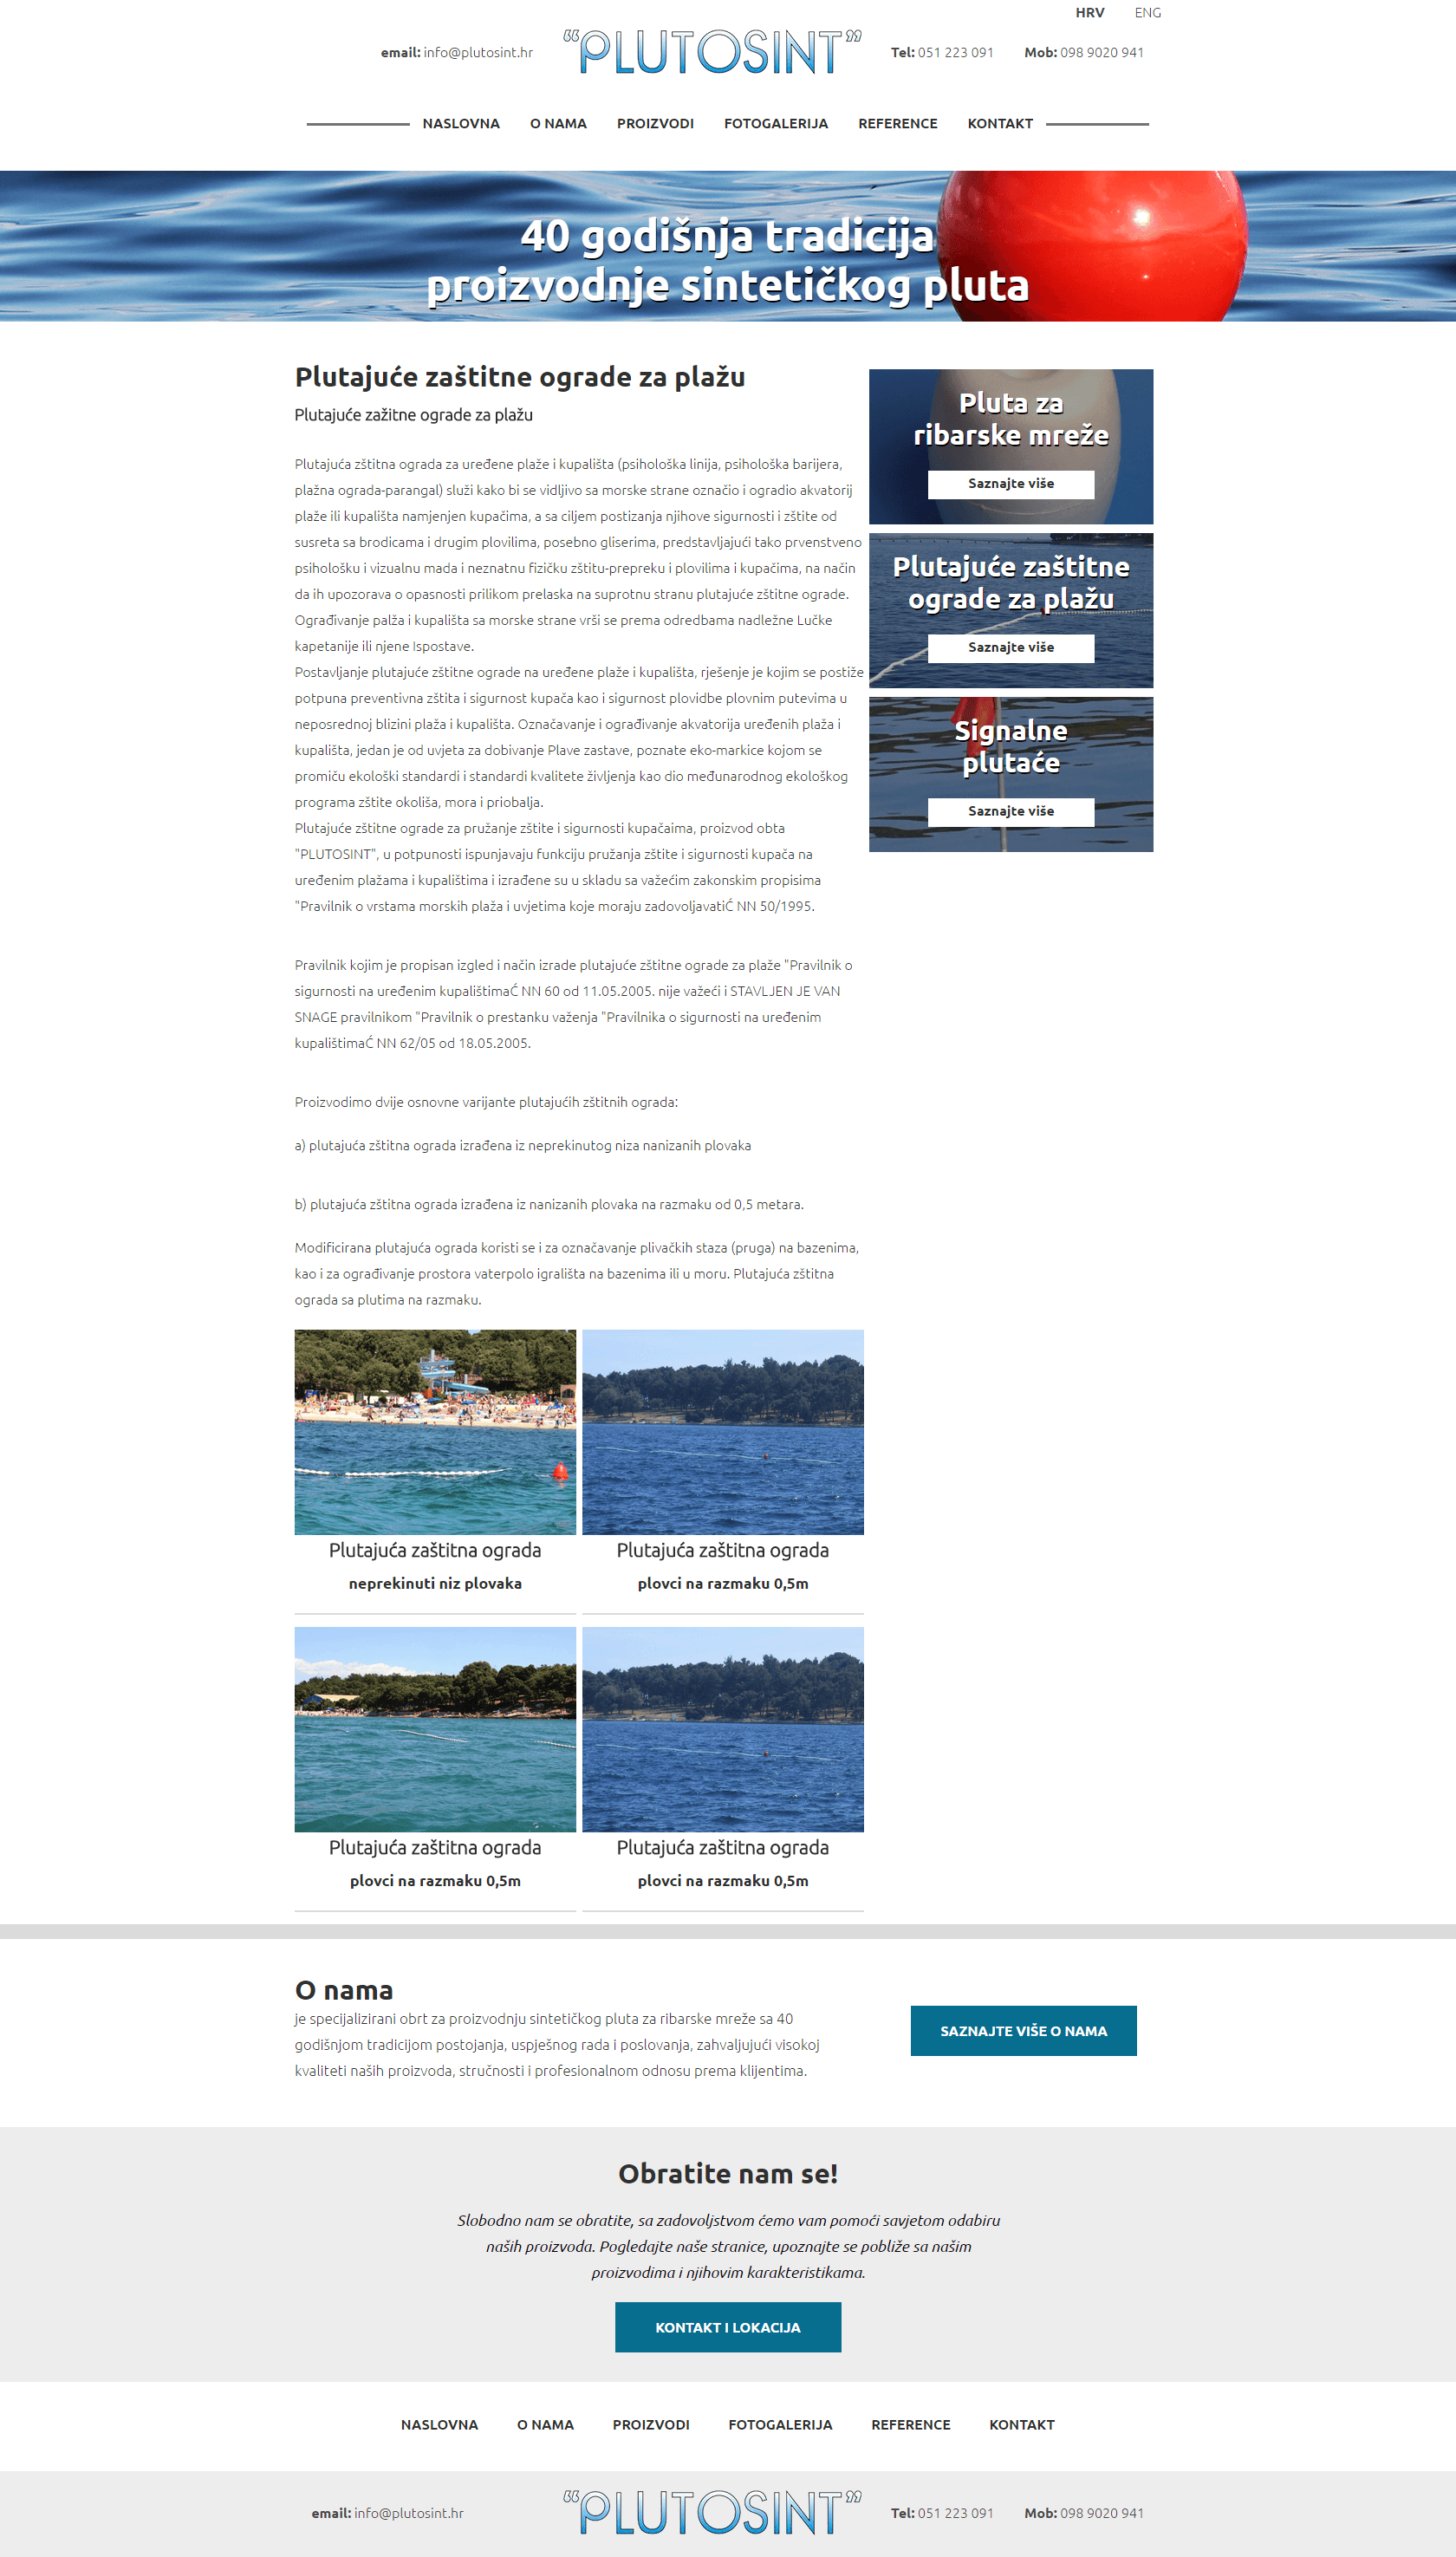 HRV ENG
email: info@plutosint.hr
"PLUTOSINT"
Tel: 051 223 091 Mob: 098 9020 941
NASLOVNA O NAMA PROIZVODI FOTOGALERIJA REFERENCE KONTAKT
40 godišnja tradicija
proizvodnje sintetičkog pluta
Plutajuće zaštitne ograde za plažu
Plutajuće zažitne ograde za plažu
Plutajuća zštitna ograda za uređene plaže i kupališta (psihološka linija, psihološka barijera,
plažna ograda-parangal) služi kako bi se vidljivo sa morske strane označio i ogradio akvatorij
plaže ili kupališta namjenjen kupačima, a sa ciljem postizanja njihove sigurnosti i zštite od
susreta sa brodicama i drugim plovilima, posebno gliserima, predstavljajući tako prvenstveno
psihološku i vizualnu mada i neznatnu fizičku zštitu-prepreku i plovilima i kupačima, na način
da ih upozorava o opasnosti prilikom prelaska na suprotnu stranu plutajuće zštitne ograde.
Ograđivanje palža i kupališta sa morske strane vrši se prema odredbama nadležne Lučke
kapetanije ili njene Ispostave.
Postavljanje plutajuće zštitne ograde na uređene plaže i kupališta, rješenje je kojim se postiže
potpuna preventivna zštita i sigurnost kupača kao i sigurnost plovidbe plovnim putevima u
neposrednoj blizini plaža i kupališta. Označavanje i ograđivanje akvatorija uređenih plaža i
kupališta, jedan je od uvjeta za dobivanje Plave zastave, poznate eko-markice kojom se
promiču ekološki standardi i standardi kvalitete življenja kao dio međunarodnog ekološkog
programa zštite okoliša, mora i priobalja.
Plutajuće zštitne ograde za pružanje zštite i sigurnosti kupačaima, proizvod obta
"PLUTOSINT", u potpunosti ispunjavaju funkciju pružanja zštite i sigurnosti kupača na
uređenim plažama i kupalištima i izrađene su u skladu sa važećim zakonskim propisima
"Pravilnik o vrstama morskih plaža i uvjetima koje moraju zadovoljavatiĆ NN 50/1995.
Pravilnik kojim je propisan izgled i način izrade plutajuće zštitne ograde za plaže "Pravilnik o
sigurnosti na uređenim kupalištimaĆ NN 60 od 11.05.2005. nije važeći i STAVLJEN JE VAN
SNAGE pravilnikom "Pravilnik o prestanku važenja "Pravilnika o sigurnosti na uređenim
kupalištimaĆ NN 62/05 od 18.05.2005.
Proizvodimo dvije osnovne varijante plutajućih zštitnih ograda:
a) plutajuća zštitna ograda izrađena iz neprekinutog niza nanizanih plovaka
b) plutajuća zštitna ograda izrađena iz nanizanih plovaka na razmaku od 0,5 metara.
Modificirana plutajuća ograda koristi se i za označavanje plivačkih staza (pruga) na bazenima,
kao i za ograđivanje prostora vaterpolo igrališta na bazenima ili u moru. Plutajuća zštitna
ograda sa plutima na razmaku.
Pluta za
ribarske mreže
Saznajte više
Plutajuće zaštitne
ograde za plažu
Saznajte više
Signalne
plutaće
Saznajte više
Plutajuća zaštitna ograda
neprekinuti niz plovaka
Plutajuća zaštitna ograda
plovci na razmaku 0,5m
Plutajuća zaštitna ograda
plovci na razmaku 0,5m
Plutajuća zaštitna ograda
plovci na razmaku 0,5m
O nama
je specijalizirani obrt za proizvodnju sintetičkog pluta za ribarske mreže sa 40
godišnjom tradicijom postojanja, uspješnog rada i poslovanja, zahvaljujući visokoj
kvaliteti naših proizvoda, stručnosti i profesionalnom odnosu prema klijentima.
SAZNAJTE VIŠE O NAMA
Obratite nam se!
Slobodno nam se obratite, sa zadovoljstvom ćemo vam pomoći savjetom odabiru
naših proizvoda. Pogledajte naše stranice, upoznajte se pobliže sa našim
proizvodima i njihovim karakteristikama.
KONTAKT I LOKACIJA
NASLOVNA O NAMA PROIZVODI FOTOGALERIJA REFERENCE KONTAKT
email: info@plutosint.hr
"PLUTOSINT"
Tel: 051 223 091 Mob: 098 9020 941